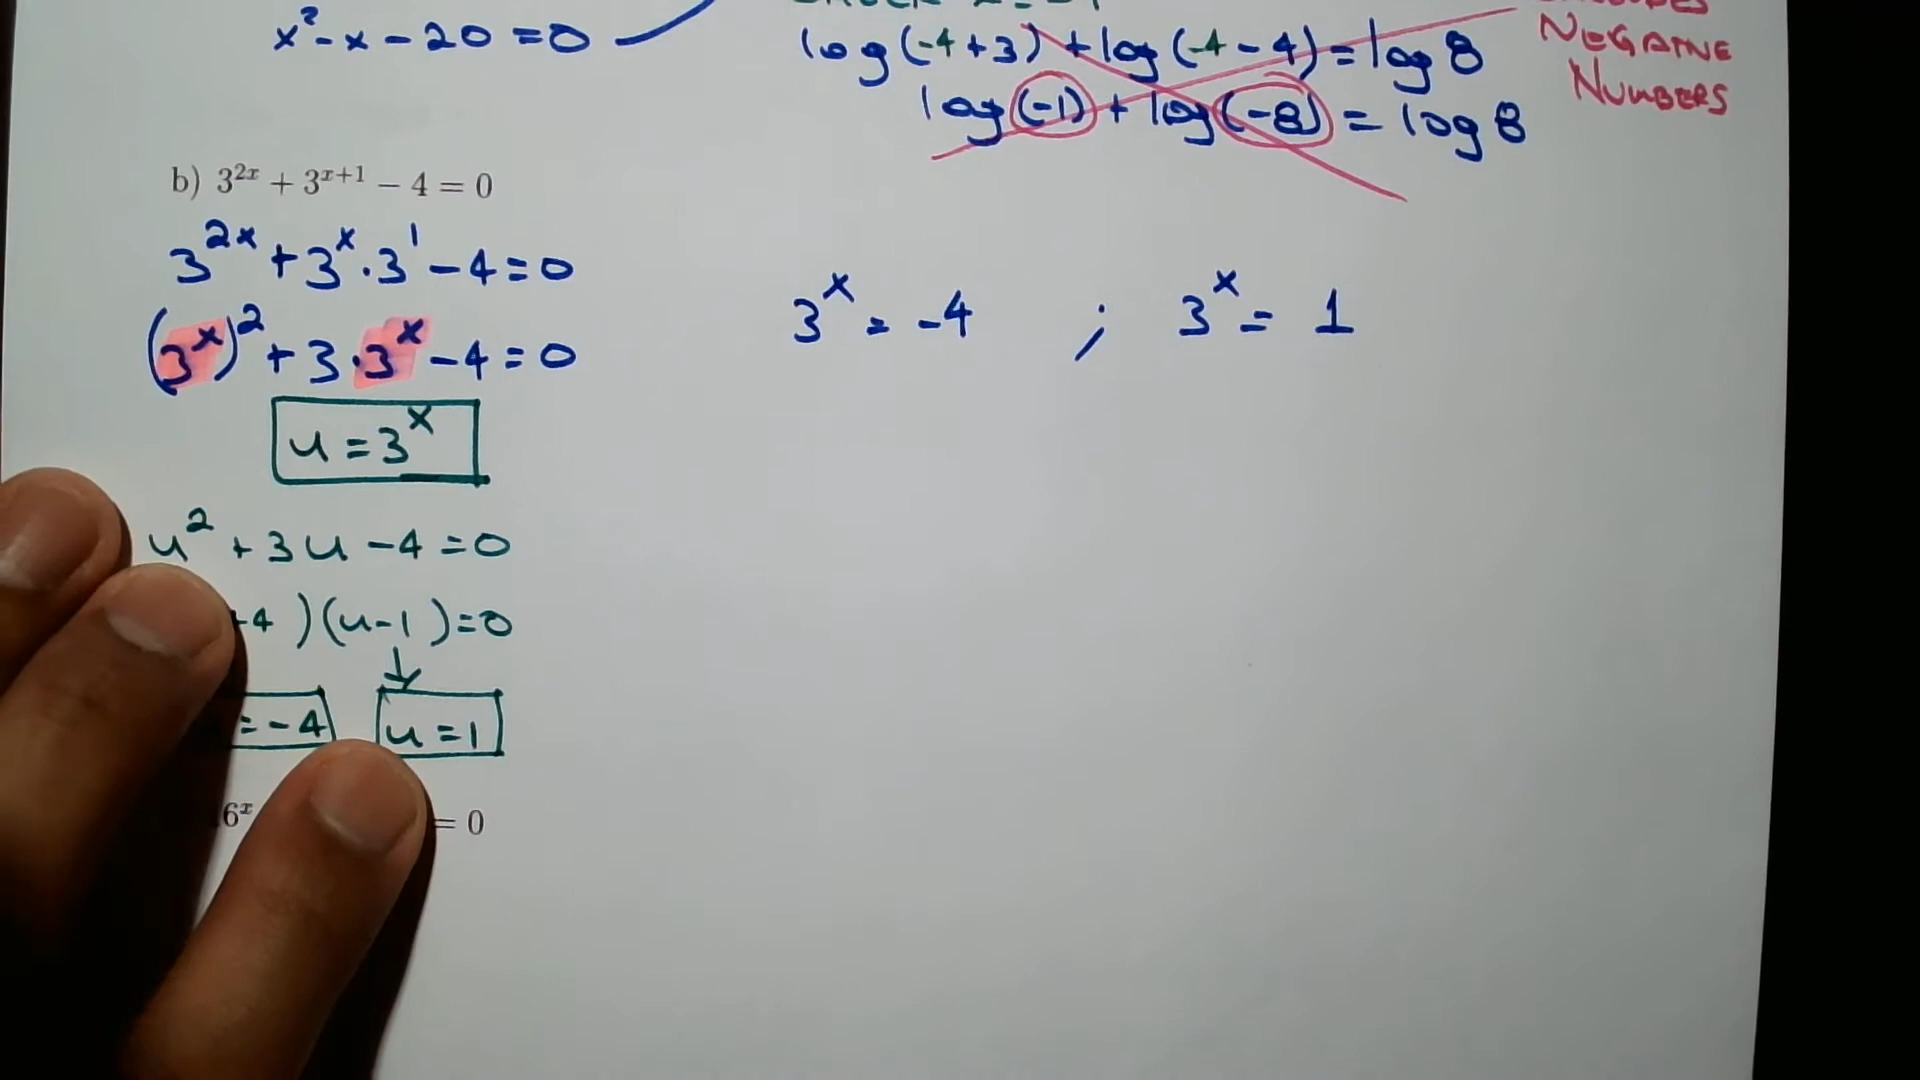 x² - x - 20 = 0
log(-4+3) + log(-4-4) = log 8
NEGATIVE
NUMBERS
log(-1) + log(-8) = log 8
b) 3^{2x} + 3^{x+1} − 4 = 0
3^{2x} + 3^x · 3^1 - 4 = 0
(3^x)^2 + 3 · 3^x - 4 = 0
3^x = -4 ; 3^x = 1
u = 3^x
u² + 3u - 4 = 0
4 )(u-1) = 0
= -4 u = 1
6^x = 0